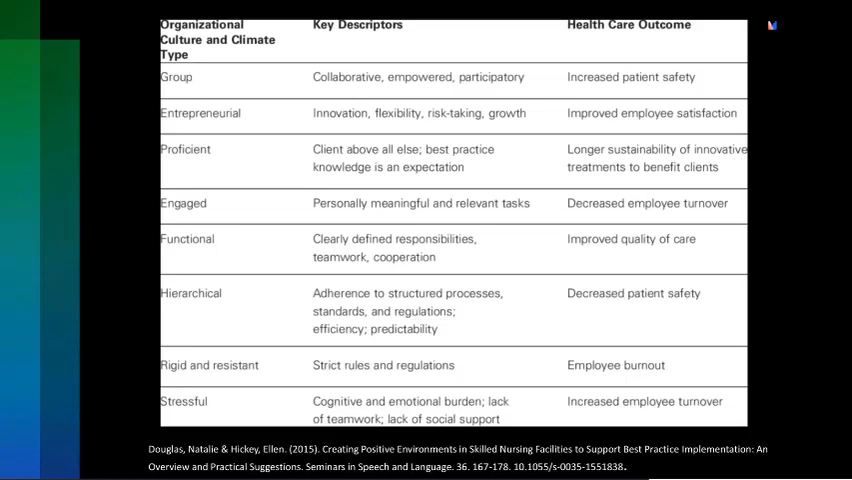 Organizational Culture and Climate Type | Key Descriptors | Health Care Outcome
Group | Collaborative, empowered, participatory | Increased patient safety
Entrepreneurial | Innovation, flexibility, risk-taking, growth | Improved employee satisfaction
Proficient | Client above all else; best practice knowledge is an expectation | Longer sustainability of innovative treatments to benefit clients
Engaged | Personally meaningful and relevant tasks | Decreased employee turnover
Functional | Clearly defined responsibilities, teamwork, cooperation | Improved quality of care
Hierarchical | Adherence to structured processes, standards, and regulations; efficiency; predictability | Decreased patient safety
Rigid and resistant | Strict rules and regulations | Employee burnout
Stressful | Cognitive and emotional burden; lack of teamwork; lack of social support | Increased employee turnover
Douglas, Natalie & Hickey, Ellen. (2015). Creating Positive Environments in Skilled Nursing Facilities to Support Best Practice Implementation: An
Overview and Practical Suggestions. Seminars in Speech and Language. 36. 167-178. 10.1055/s-0035-1551838.